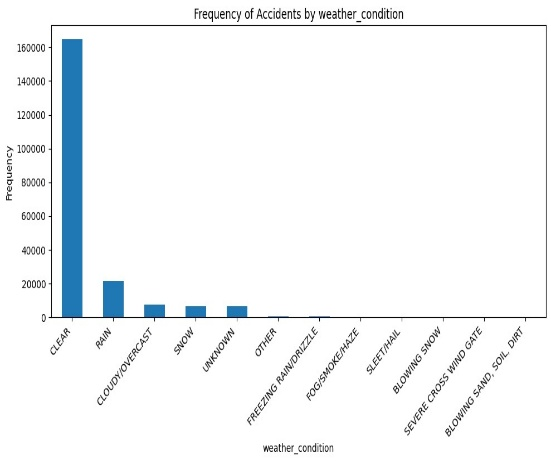 Frequency of Accidents by weather_condition
Frequency
160000
140000
120000
100000
80000
60000
40000
20000
0
CLEAR
RAIN
CLOUDY/OVERCAST
SNOW
UNKNOWN
OTHER
FREEZING RAIN/DRIZZLE
FOG/SMOKE/HAZE
SLEET/HAIL
BLOWING SNOW
SEVERE CROSS WIND GATE
BLOWING SAND, SOIL, DIRT
weather_condition